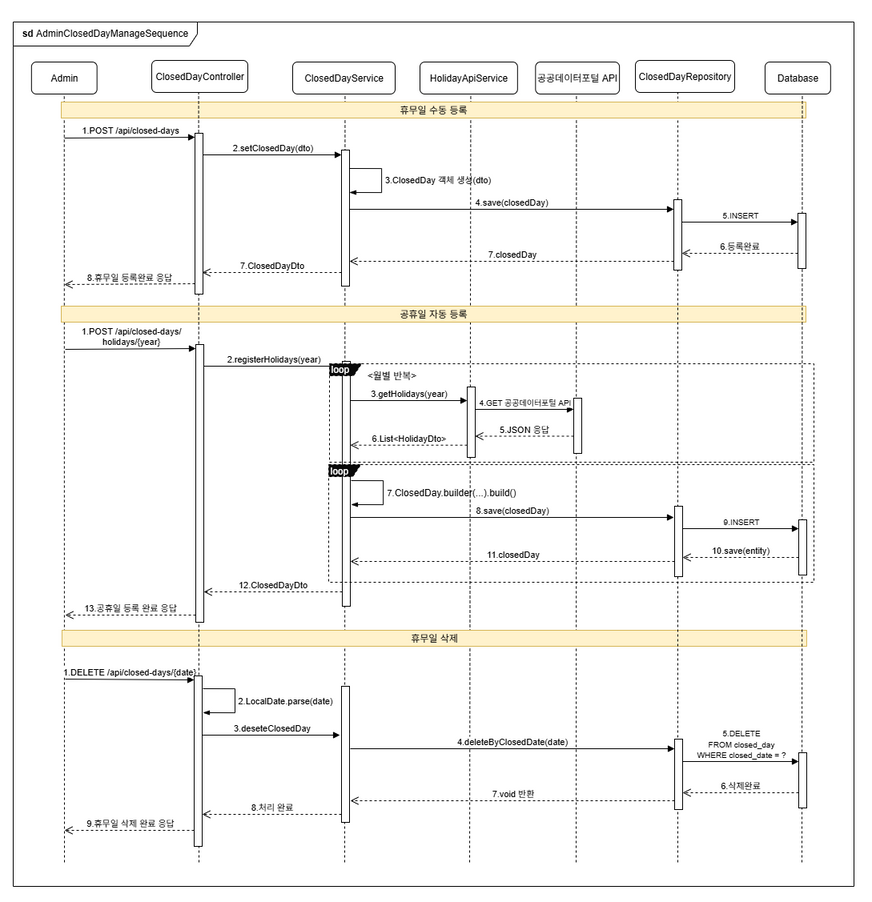 sd AdminClosedDayManageSequence
Admin
ClosedDayController
ClosedDayService
HolidayApiService
공공데이터포털 API
ClosedDayRepository
Database
휴무일 수동 등록
1.POST /api/closed-days
2.setClosedDay(dto)
3.ClosedDay 객체 생성(dto)
4.save(closedDay)
5.INSERT
6.등록완료
7.closedDay
7.ClosedDayDto
8.휴무일 등록완료 응답
공휴일 자동 등록
1.POST /api/closed-days/
holidays/{year}
2.registerHolidays(year)
loop
<월별 반복>
3.getHolidays(year)
4.GET 공공데이터포털 API
5.JSON 응답
6.List<HolidayDto>
loop
7.ClosedDay.builder(...).build()
8.save(closedDay)
9.INSERT
10.save(entity)
11.closedDay
12.ClosedDayDto
13.공휴일 등록 완료 응답
휴무일 삭제
1.DELETE /api/closed-days/{date}
2.LocalDate.parse(date)
3.deseteClosedDay
4.deleteByClosedDate(date)
5.DELETE
FROM closed_day
WHERE closed_date = ?
6.삭제완료
7.void 반환
8.처리 완료
9.휴무일 삭제 완료 응답